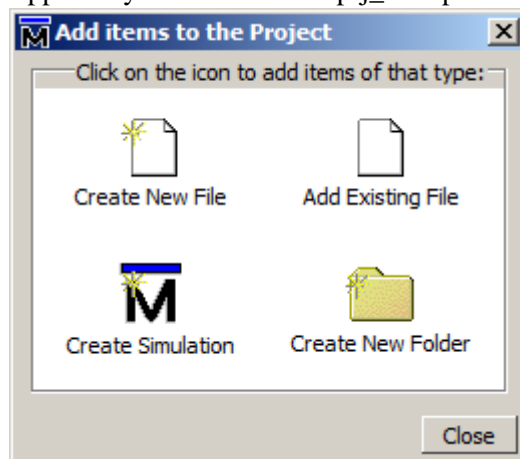 Add items to the Project
Click on the icon to add items of that type:
Create New File
Add Existing File
M
Create Simulation
Create New Folder
Close